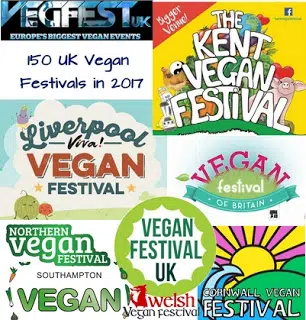 VEGFEST UK
EUROPE'S BIGGEST VEGAN EVENTS
150 UK Vegan
Festivals in 2017
Bigger
Venue!
THE
KENT
VEGAN
FESTIVAL
Liverpool
Viva!
VEGAN
FESTIVAL
VEGAN
festival
OF BRITAIN
NORTHERN
vegan
FESTIVAL
SOUTHAMPTON
VEGAN
VEGAN
FESTIVAL
UK
Welsh
Vegan festival
CORNWALL VEGAN
FESTIVAL